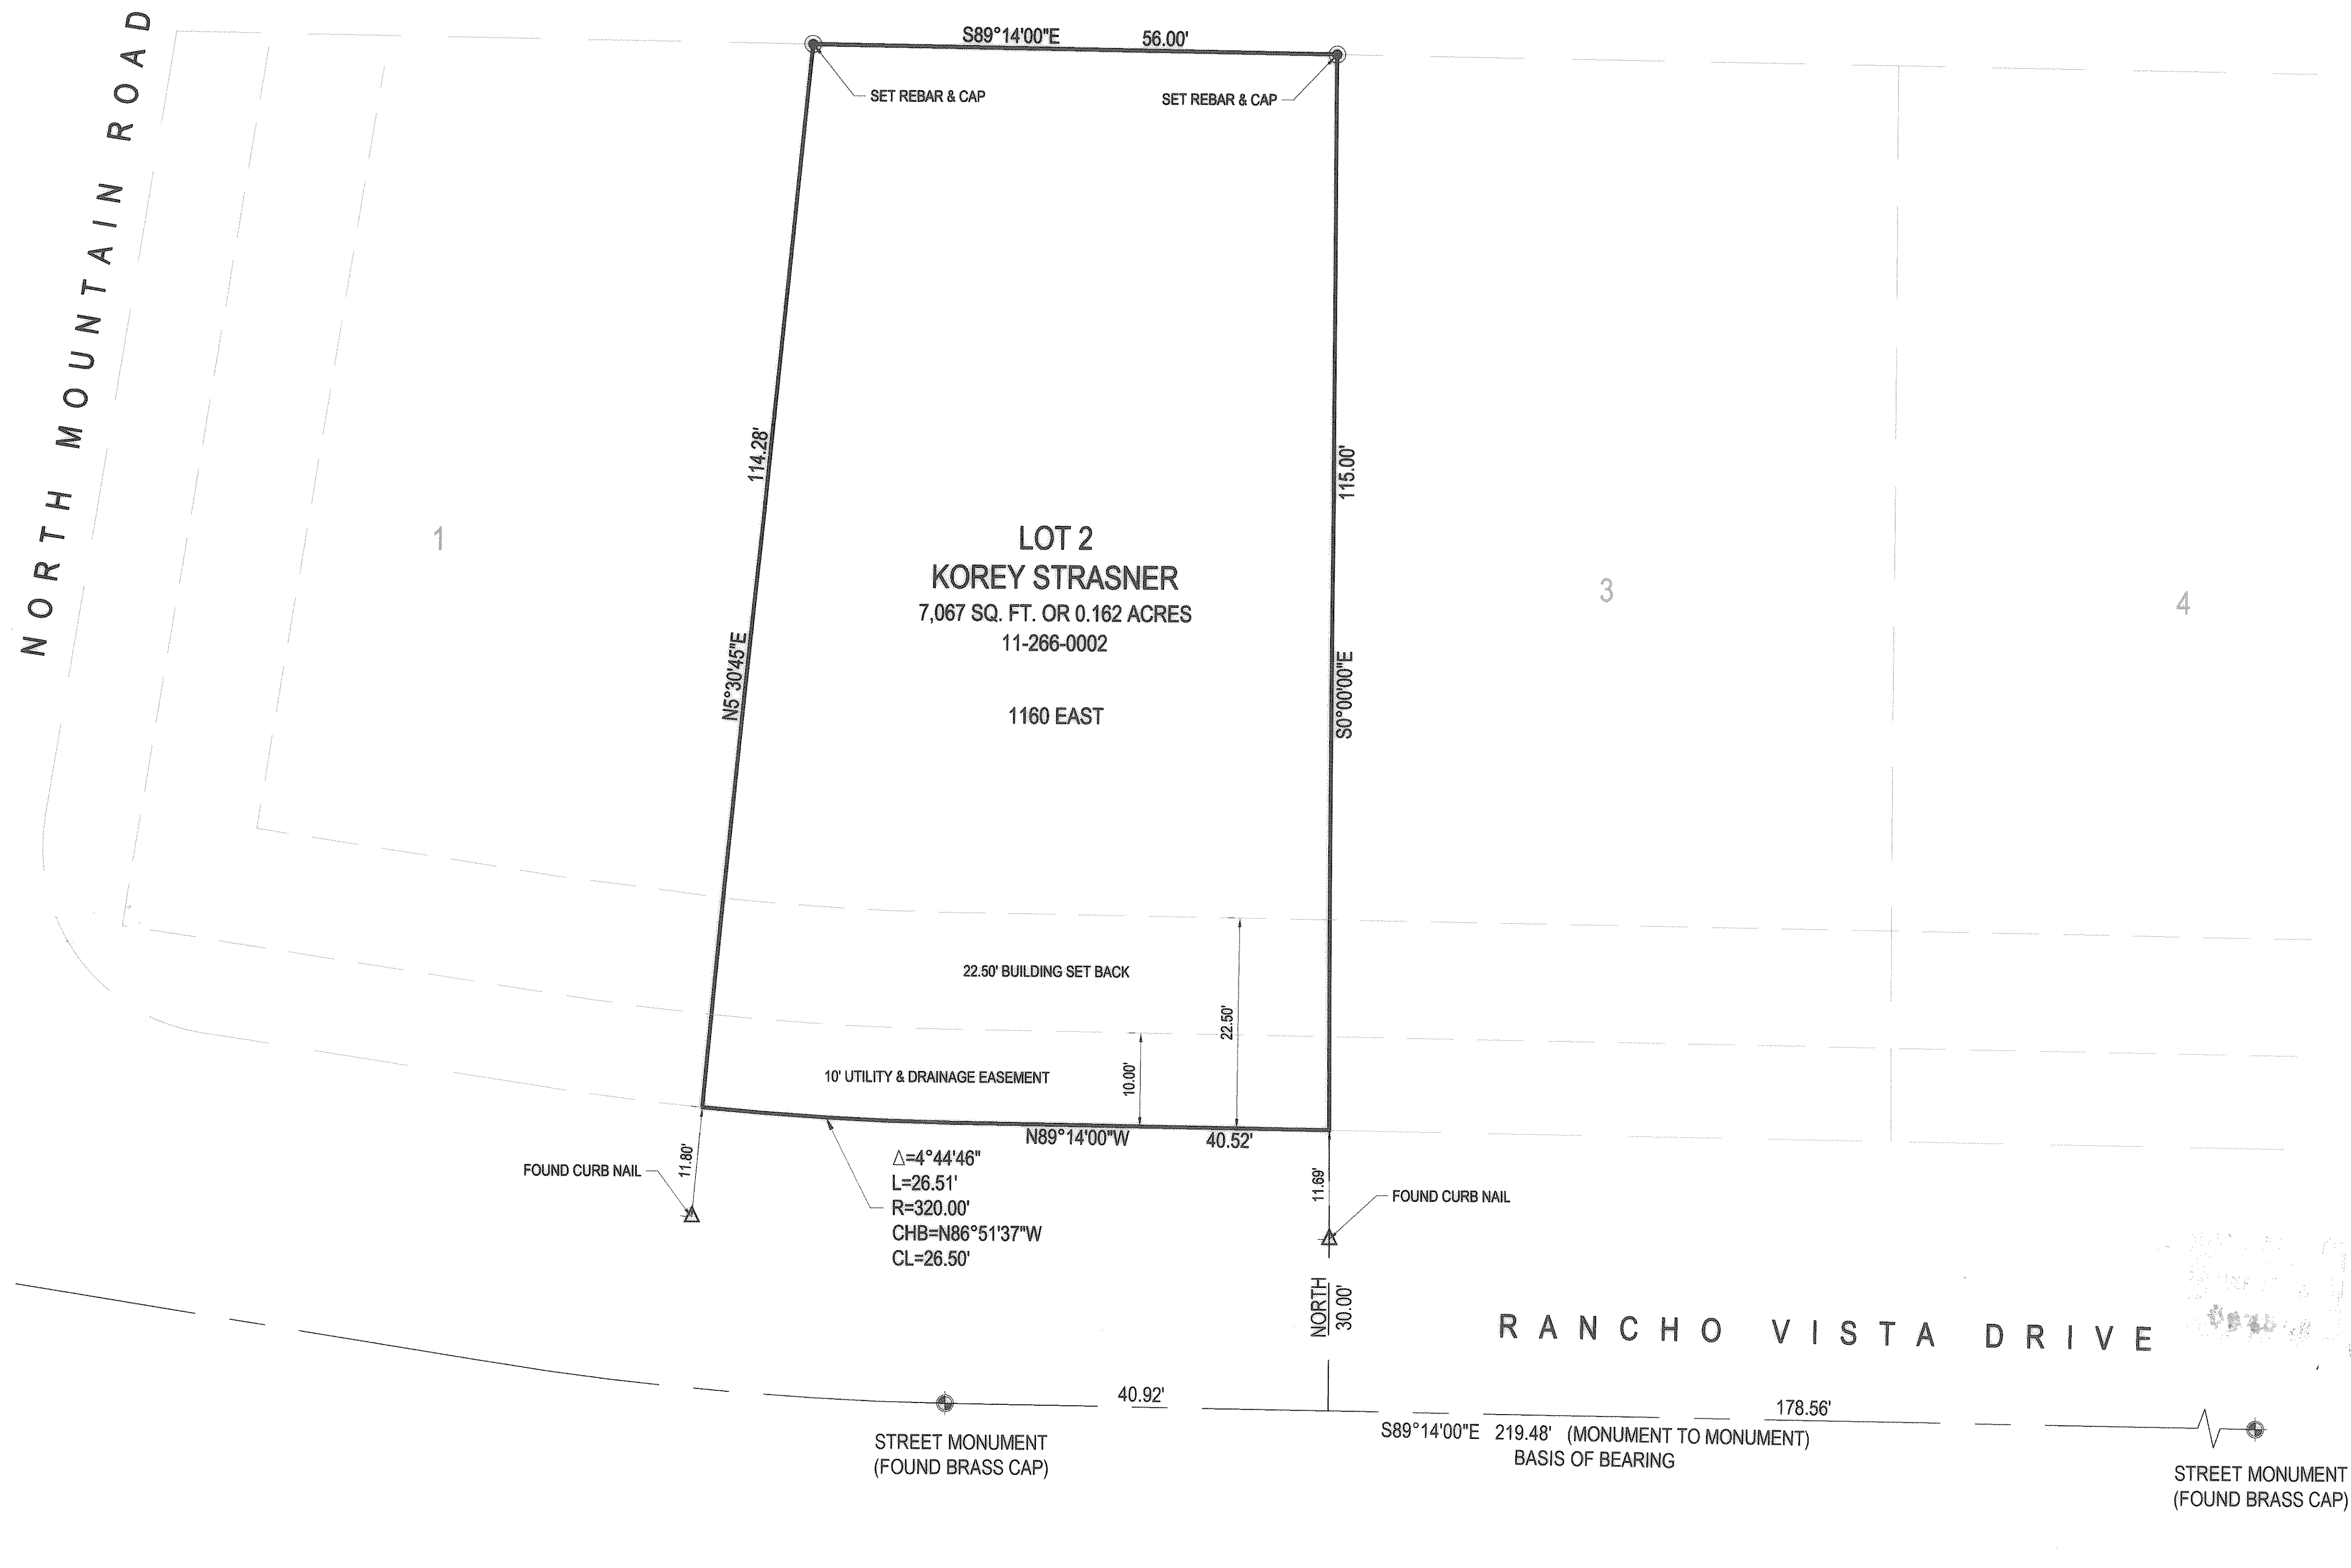 NORTH MOUNTAIN ROAD
S89°14'00"E 56.00'
SET REBAR & CAP
SET REBAR & CAP
114.28'
N5°30'45"E
115.00'
S0°00'00"E
1
LOT 2
KOREY STRASNER
7,067 SQ. FT. OR 0.162 ACRES
11-266-0002
1160 EAST
3
4
22.50' BUILDING SET BACK
22.50'
10' UTILITY & DRAINAGE EASEMENT
10.00'
N89°14'00"W 40.52'
11.80'
FOUND CURB NAIL
Δ=4°44'46"
L=26.51'
R=320.00'
CHB=N86°51'37"W
CL=26.50'
11.69'
FOUND CURB NAIL
NORTH
30.00'
RANCHO VISTA DRIVE
40.92'
178.56'
S89°14'00"E 219.48' (MONUMENT TO MONUMENT)
BASIS OF BEARING
STREET MONUMENT
(FOUND BRASS CAP)
STREET MONUMENT
(FOUND BRASS CAP)